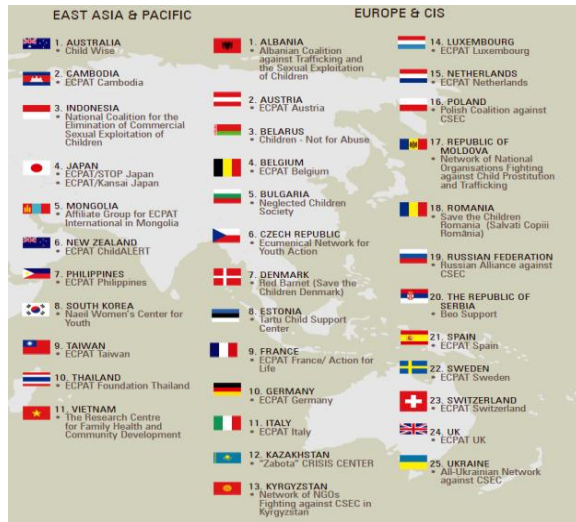 EAST ASIA & PACIFIC
1. AUSTRALIA
* Child Wise
2. CAMBODIA
* ECPAT Cambodia
3. INDONESIA
* National Coalition for the
Elimination of Commercial
Sexual Exploitation of
Children
4. JAPAN
* ECPAT/STOP Japan
* ECPAT/Kansai Japan
5. MONGOLIA
* Affiliate Group for ECPAT
International in Mongolia
6. NEW ZEALAND
* ECPAT ChildALERT
7. PHILIPPINES
* ECPAT Philippines
8. SOUTH KOREA
* Naeil Women's Center for
Youth
9. TAIWAN
* ECPAT Taiwan
10. THAILAND
* ECPAT Foundation Thailand
11. VIETNAM
* The Research Centre
for Family Health and
Community Development
EUROPE & CIS
1. ALBANIA
* Albanian Coalition
against Trafficking and
the Sexual Exploitation
of Children
2. AUSTRIA
* ECPAT Austria
3. BELARUS
* Children - Not for Abuse
4. BELGIUM
* ECPAT Belgium
5. BULGARIA
* Neglected Children
Society
6. CZECH REPUBLIC
* Ecumenical Network for
Youth Action
7. DENMARK
* Red Barnet (Save the
Children Denmark)
8. ESTONIA
* Tartu Child Support
Center
9. FRANCE
* ECPAT France/ Action for
Life
10. GERMANY
* ECPAT Germany
11. ITALY
* ECPAT Italy
12. KAZAKHSTAN
* "Zabota" CRISIS CENTER
13. KYRGYZSTAN
* Network of NGOs
Fighting against CSEC in
Kyrgyzstan
14. LUXEMBOURG
* ECPAT Luxembourg
15. NETHERLANDS
* ECPAT Netherlands
16. POLAND
* Polish Coalition against
CSEC
17. REPUBLIC OF
MOLDOVA
* Network of National
Organisations Fighting
against Child Prostitution
and Trafficking
18. ROMANIA
* Save the Children
Romania (Salvati Copiii
România)
19. RUSSIAN FEDERATION
* Russian Alliance against
CSEC
20. THE REPUBLIC OF
SERBIA
* Beo Support
21. SPAIN
* ECPAT Spain
22. SWEDEN
* ECPAT Sweden
23. SWITZERLAND
* ECPAT Switzerland
24. UK
* ECPAT UK
25. UKRAINE
* All-Ukrainian Network
against CSEC